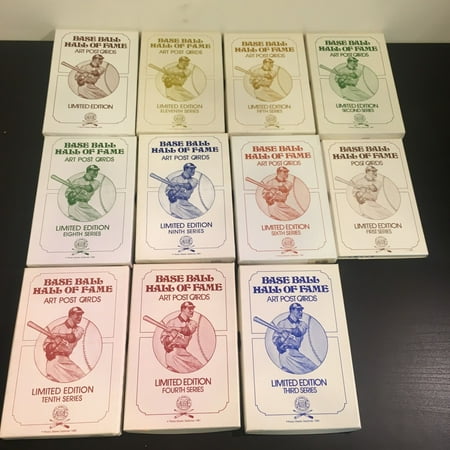 BASE BALL
HALL OF FAME
ART POST CARDS
LIMITED EDITION
BASE BALL
HALL OF FAME
ART POST CARDS
LIMITED EDITION
ELEVENTH SERIES
BASE BALL
HALL OF FAME
ART POST CARDS
LIMITED EDITION
FIFTH SERIES
BASE BALL
HALL OF FAME
ART POST CARDS
LIMITED EDITION
SECOND SERIES
BASE BALL
HALL OF FAME
ART POST CARDS
LIMITED EDITION
EIGHTH SERIES
BASE BALL
HALL OF FAME
ART POST CARDS
LIMITED EDITION
NINTH SERIES
BASE BALL
HALL OF FAME
ART POST CARDS
LIMITED EDITION
SIXTH SERIES
BASE BALL
HALL OF FAME
POST CARDS
LIMITED EDITION
FIRST SERIES
BASE BALL
HALL OF FAME
ART POST CARDS
LIMITED EDITION
TENTH SERIES
BASE BALL
HALL OF FAME
ART POST CARDS
LIMITED EDITION
FOURTH SERIES
BASE BALL
HALL OF FAME
ART POST CARDS
LIMITED EDITION
THIRD SERIES